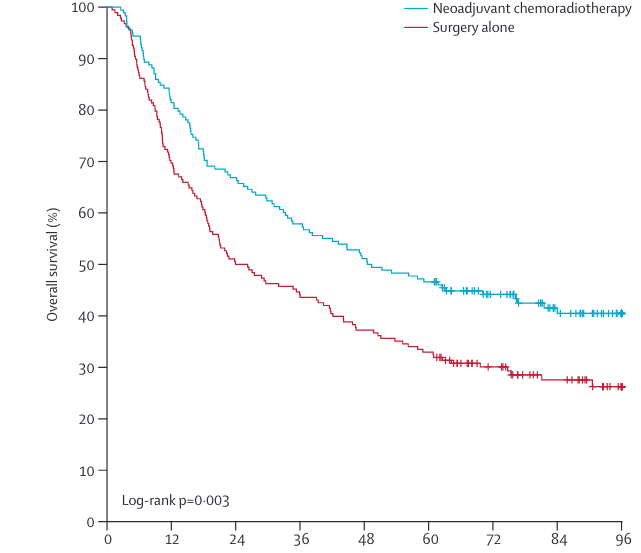 Neoadjuvant chemoradiotherapy
Surgery alone
100
90
80
70
60
50
40
30
20
10
0
Overall survival (%)
Log-rank p=0·003
0 12 24 36 48 60 72 84 96